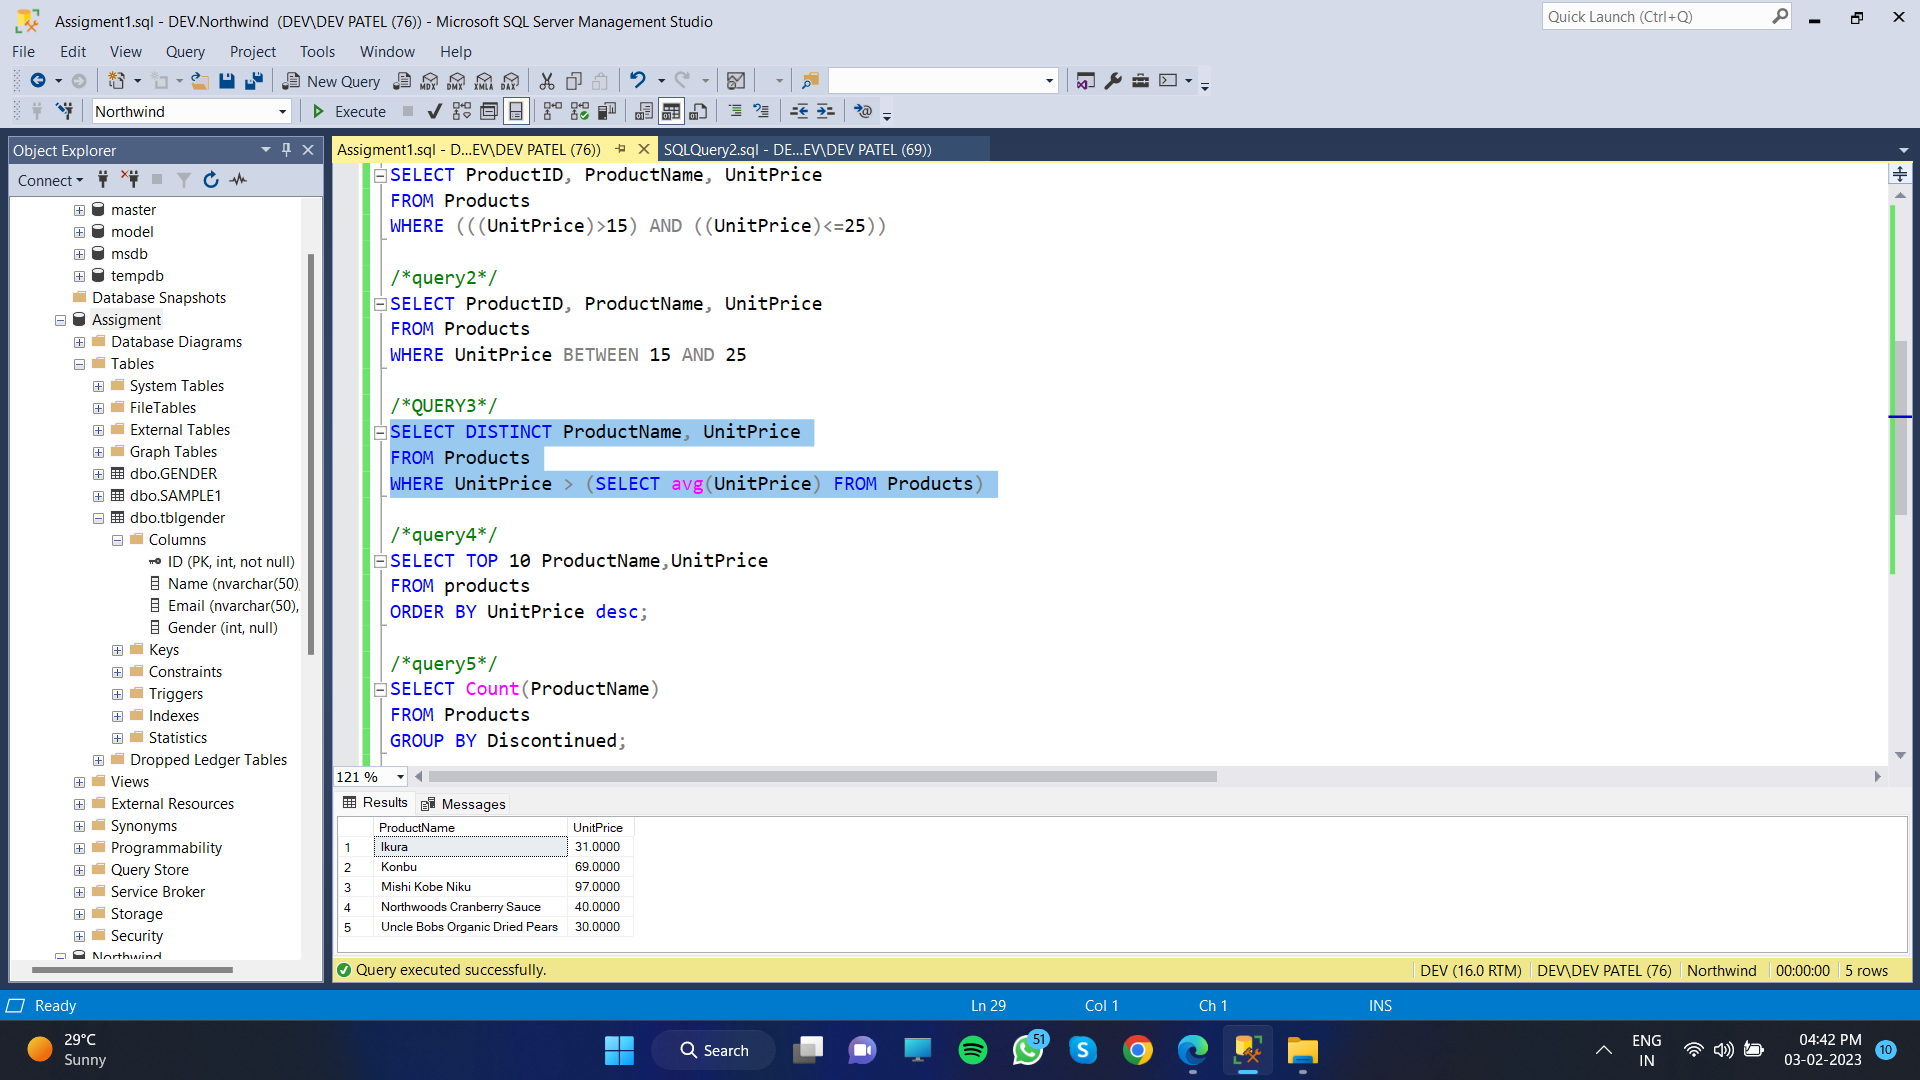 Assigment1.sql - DEV.Northwind  (DEV\DEV PATEL (76)) - Microsoft SQL Server Management Studio
Quick Launch (Ctrl+Q)
File Edit View Query Project Tools Window Help
New Query
MDX DMX XMLA DAX
Northwind
Execute
Object Explorer
Assigment1.sql - D...EV\DEV PATEL (76))
SQLQuery2.sql - DE...EV\DEV PATEL (69))
Connect
master
model
msdb
tempdb
Database Snapshots
Assigment
Database Diagrams
Tables
System Tables
FileTables
External Tables
Graph Tables
dbo.GENDER
dbo.SAMPLE1
dbo.tblgender
Columns
ID (PK, int, not null)
Name (nvarchar(50),
Email (nvarchar(50),
Gender (int, null)
Keys
Constraints
Triggers
Indexes
Statistics
Dropped Ledger Tables
Views
External Resources
Synonyms
Programmability
Query Store
Service Broker
Storage
Security
Northwind
SELECT ProductID, ProductName, UnitPrice
FROM Products
WHERE (((UnitPrice)>15) AND ((UnitPrice)<=25))
/*query2*/
SELECT ProductID, ProductName, UnitPrice
FROM Products
WHERE UnitPrice BETWEEN 15 AND 25
/*QUERY3*/
SELECT DISTINCT ProductName, UnitPrice
FROM Products
WHERE UnitPrice > (SELECT avg(UnitPrice) FROM Products)
/*query4*/
SELECT TOP 10 ProductName,UnitPrice
FROM products
ORDER BY UnitPrice desc;
/*query5*/
SELECT Count(ProductName)
FROM Products
GROUP BY Discontinued;
121 %
Results Messages
ProductName UnitPrice
1 Ikura 31.0000
2 Konbu 69.0000
3 Mishi Kobe Niku 97.0000
4 Northwoods Cranberry Sauce 40.0000
5 Uncle Bobs Organic Dried Pears 30.0000
Query executed successfully.
DEV (16.0 RTM) DEV\DEV PATEL (76) Northwind 00:00:00 5 rows
Ready
Ln 29 Col 1 Ch 1 INS
29°C
Sunny
Search
51
ENG
IN
04:42 PM
03-02-2023
10